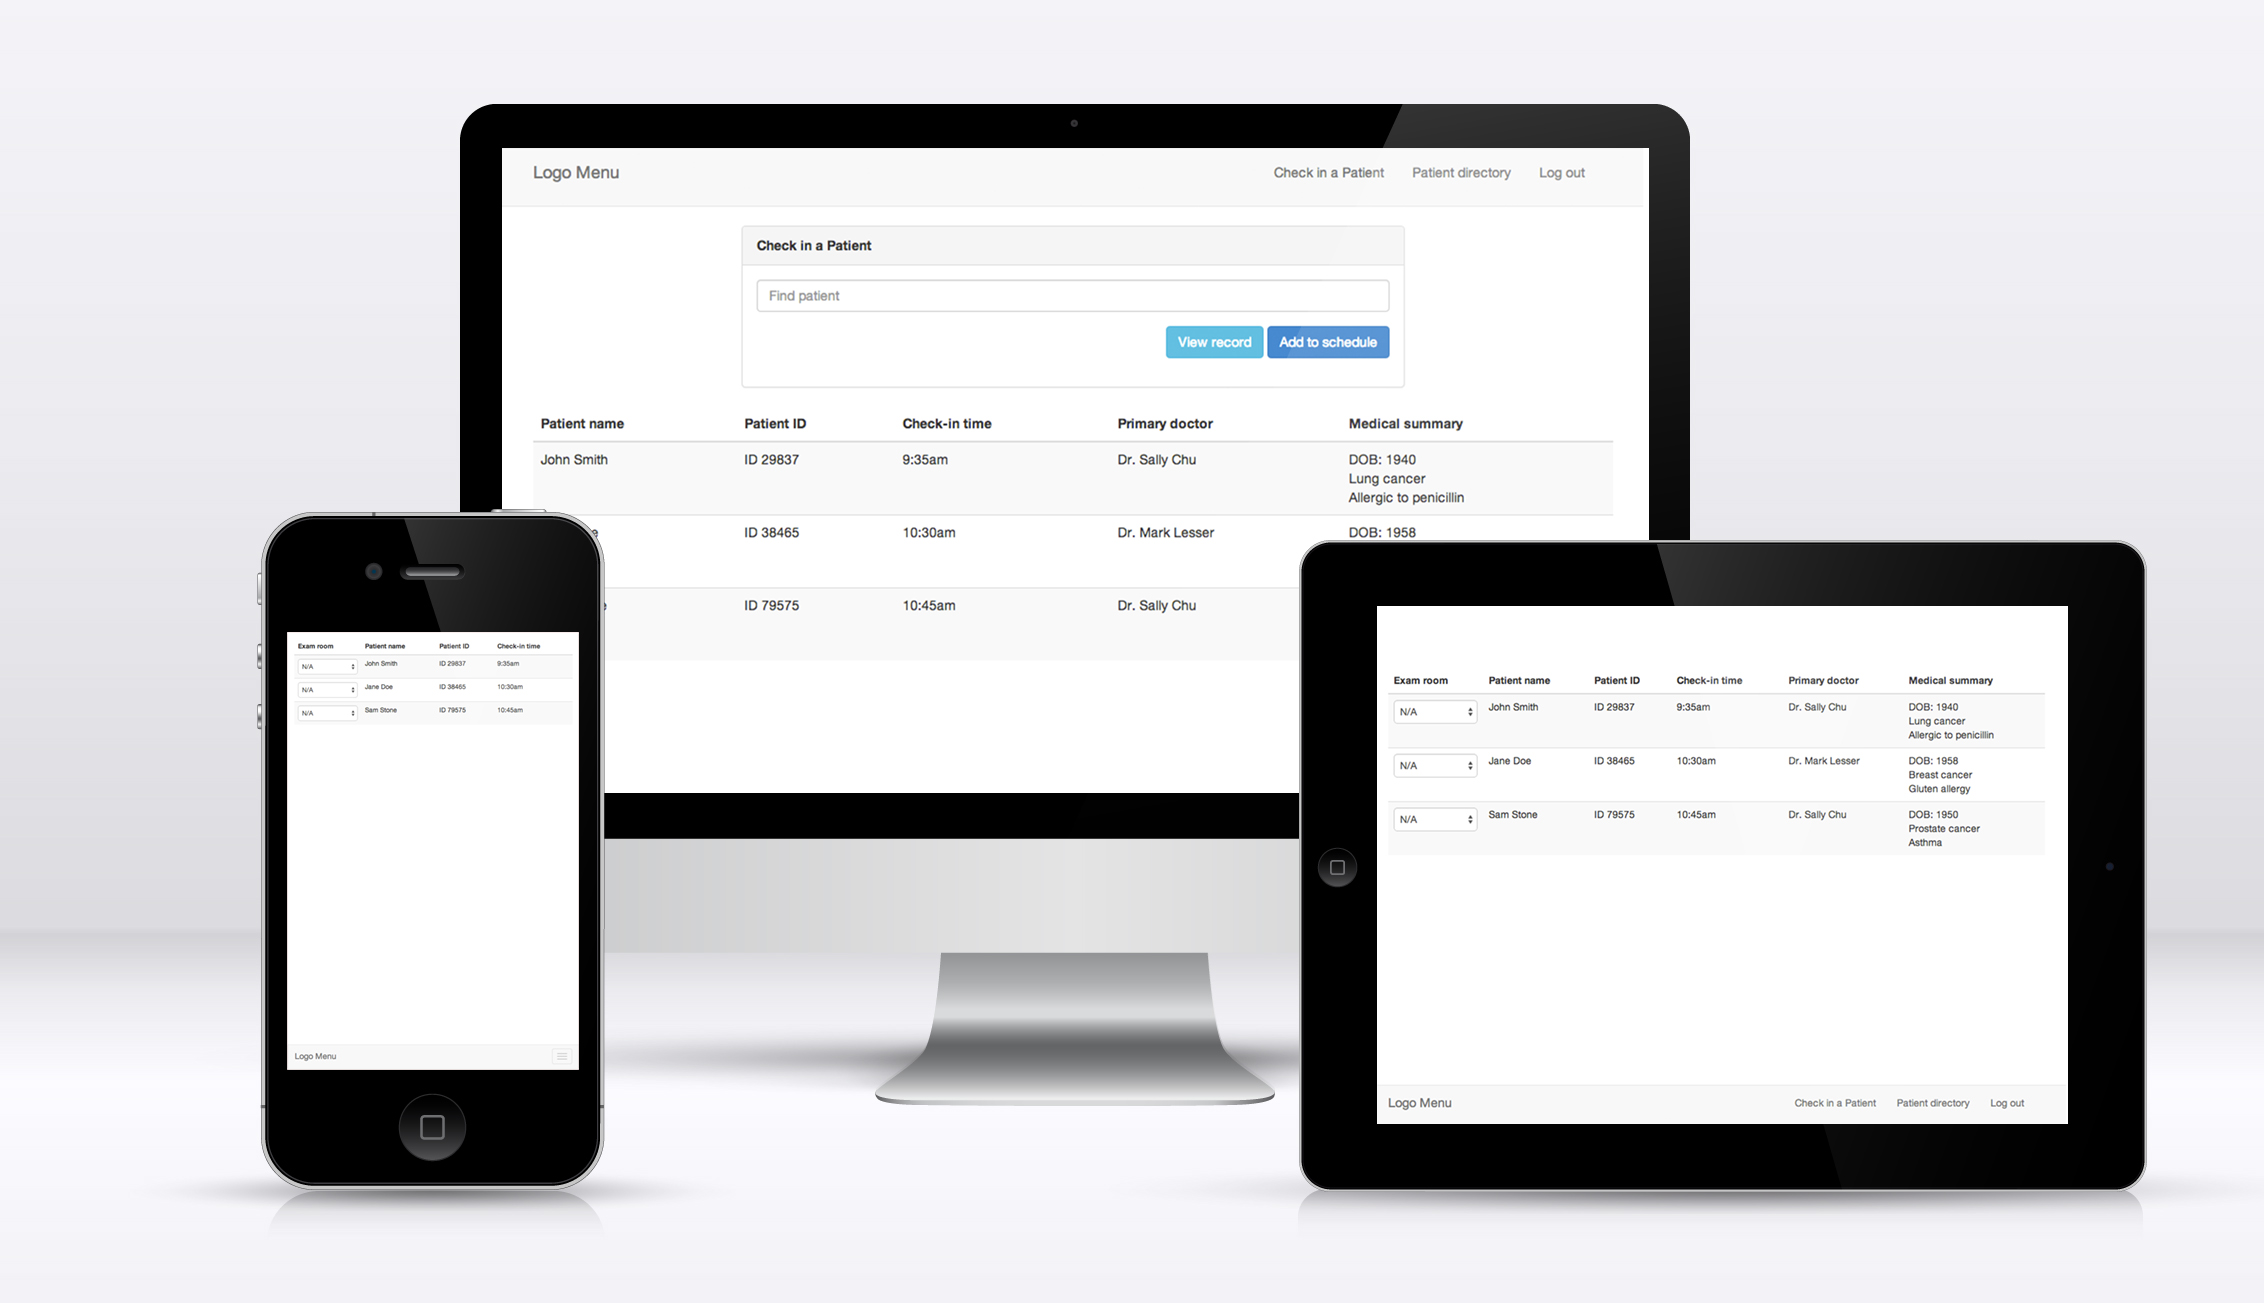 Logo Menu Check in a Patient Patient directory Log out
Check in a Patient
Find patient
View record Add to schedule
Patient name Patient ID Check-in time Primary doctor Medical summary
John Smith ID 29837 9:35am Dr. Sally Chu DOB: 1940
Lung cancer
Allergic to penicillin
e ID 38465 10:30am Dr. Mark Lesser DOB: 1958
ID 79575 10:45am Dr. Sally Chu
Exam room Patient name Patient ID Check-in time
N/A John Smith ID 29837 9:35am
N/A Jane Doe ID 38465 10:30am
N/A Sam Stone ID 79575 10:45am
Logo Menu
Exam room Patient name Patient ID Check-in time Primary doctor Medical summary
N/A John Smith ID 29837 9:35am Dr. Sally Chu DOB: 1940
Lung cancer
Allergic to penicillin
N/A Jane Doe ID 38465 10:30am Dr. Mark Lesser DOB: 1958
Breast cancer
Gluten allergy
N/A Sam Stone ID 79575 10:45am Dr. Sally Chu DOB: 1950
Prostate cancer
Asthma
Logo Menu Check in a Patient Patient directory Log out